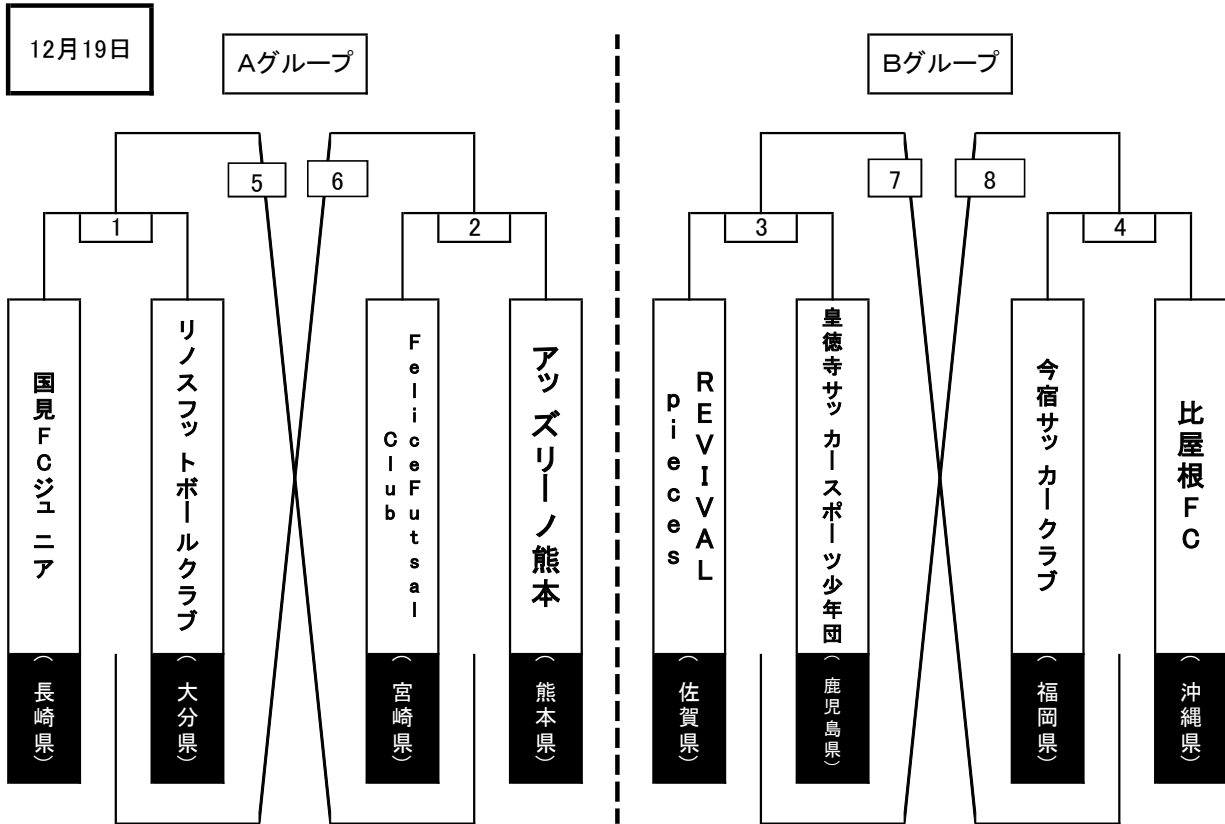 12月19日
Aグループ
Bグループ
5
6
7
8
1
2
3
4
国見FCジュニア
リノスフットボールクラブ
FeliceFutsal
Club
アッズリーノ熊本
REVIVAL
pieces
皇徳寺サッカースポーツ少年団
今宿サッカークラブ
比屋根FC
(長崎県)
(大分県)
(宮崎県)
(熊本県)
(佐賀県)
(鹿児島県)
(福岡県)
(沖縄県)